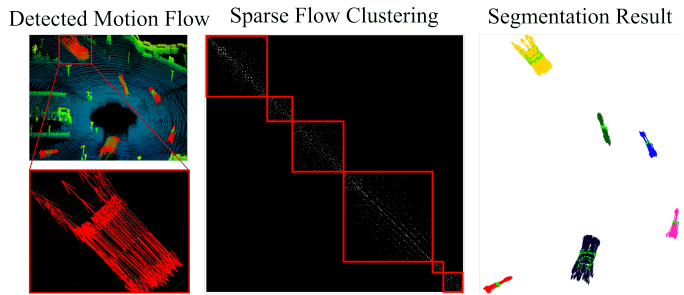 Detected Motion Flow
Sparse Flow Clustering
Segmentation Result